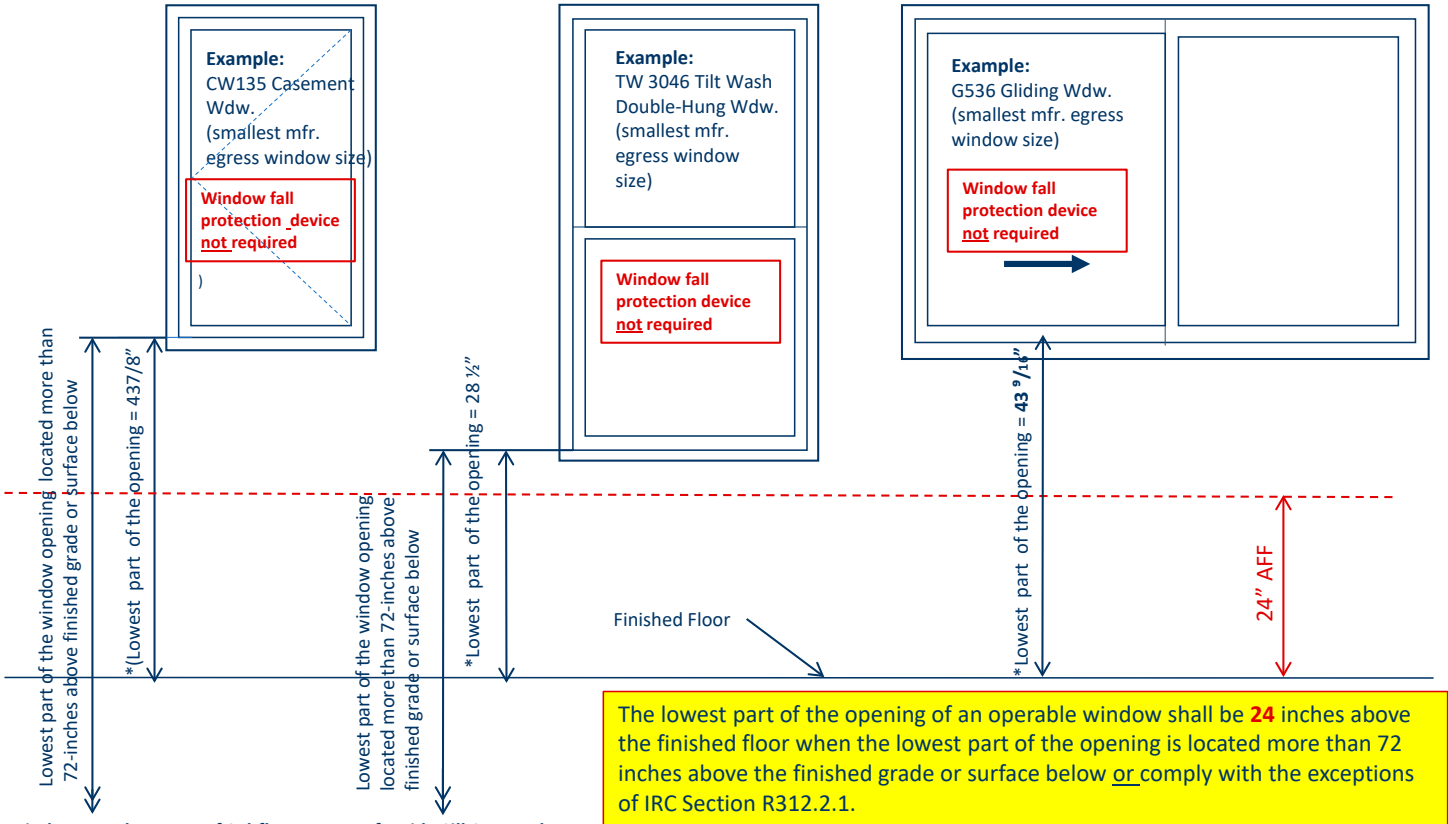 Example:
CW135 Casement
Wdw.
(smallest mfr.
egress window size)
Window fall
protection device
not required
)
Example:
TW 3046 Tilt Wash
Double-Hung Wdw.
(smallest mfr.
egress window
size)
Window fall
protection device
not required
Example:
G536 Gliding Wdw.
(smallest mfr. egress
window size)
Window fall
protection device
not required
Lowest part of the window opening located more than
72-inches above finished grade or surface below
*(Lowest part of the opening = 437/8”
Lowest part of the window opening
located more than 72-inches above
finished grade or surface below
*Lowest part of the opening = 28 ½”
*Lowest part of the opening = 43 ⁹/₁₆”
24” AFF
Finished Floor
The lowest part of the opening of an operable window shall be 24 inches above
the finished floor when the lowest part of the opening is located more than 72
inches above the finished grade or surface below or comply with the exceptions
of IRC Section R312.2.1.